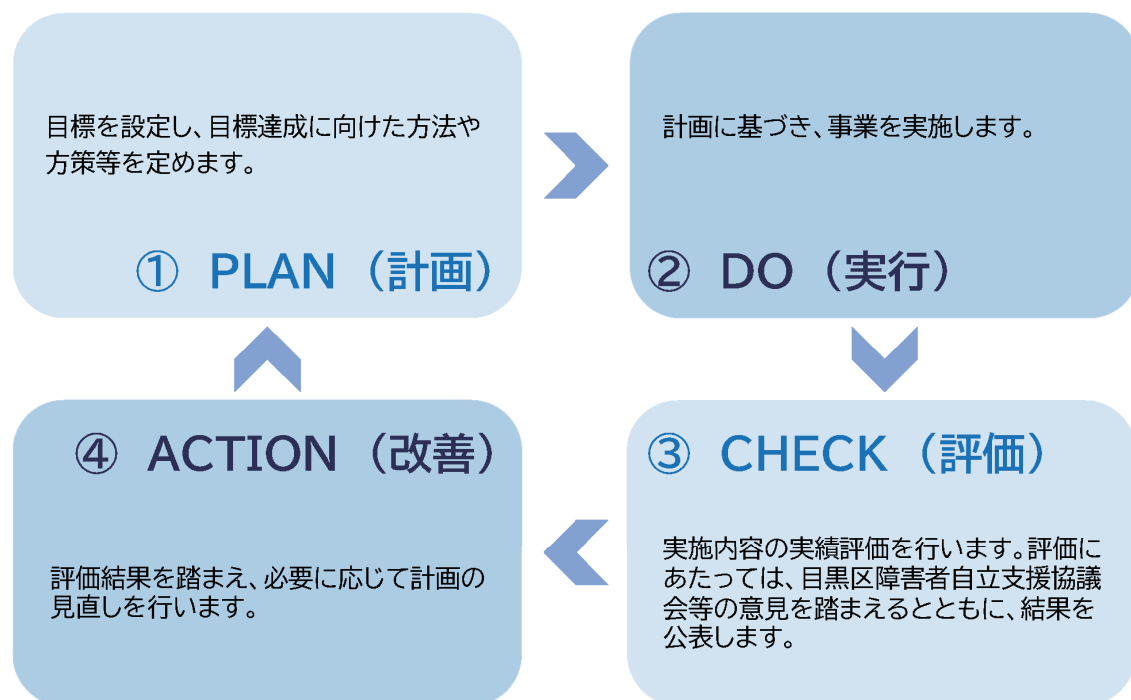 目標を設定し、目標達成に向けた方法や
方策等を定めます。
① PLAN（計画）
計画に基づき、事業を実施します。
② DO（実行）
③ CHECK（評価）
実施内容の実績評価を行います。評価に
あたっては、目黒区障害者自立支援協議
会等の意見を踏まえるとともに、結果を
公表します。
④ ACTION（改善）
評価結果を踏まえ、必要に応じて計画の
見直しを行います。